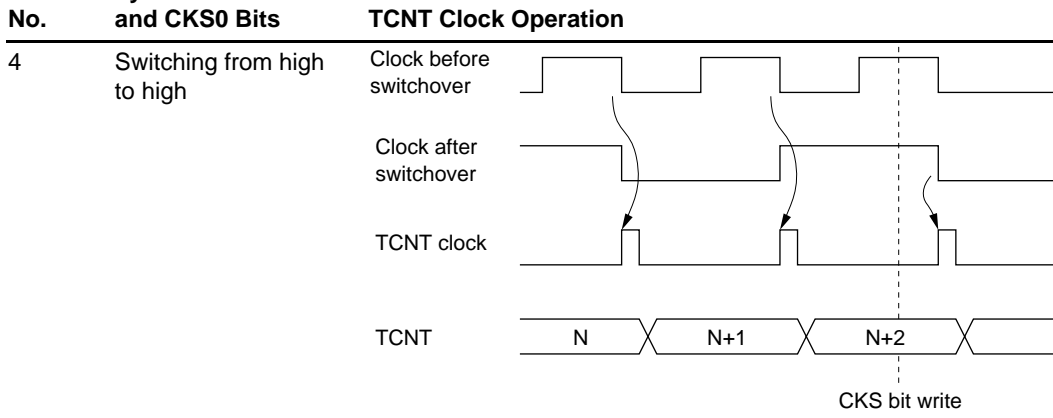 No. and CKS0 Bits TCNT Clock Operation
4 Switching from high to high
Clock before switchover
Clock after switchover
TCNT clock
TCNT N N+1 N+2
CKS bit write